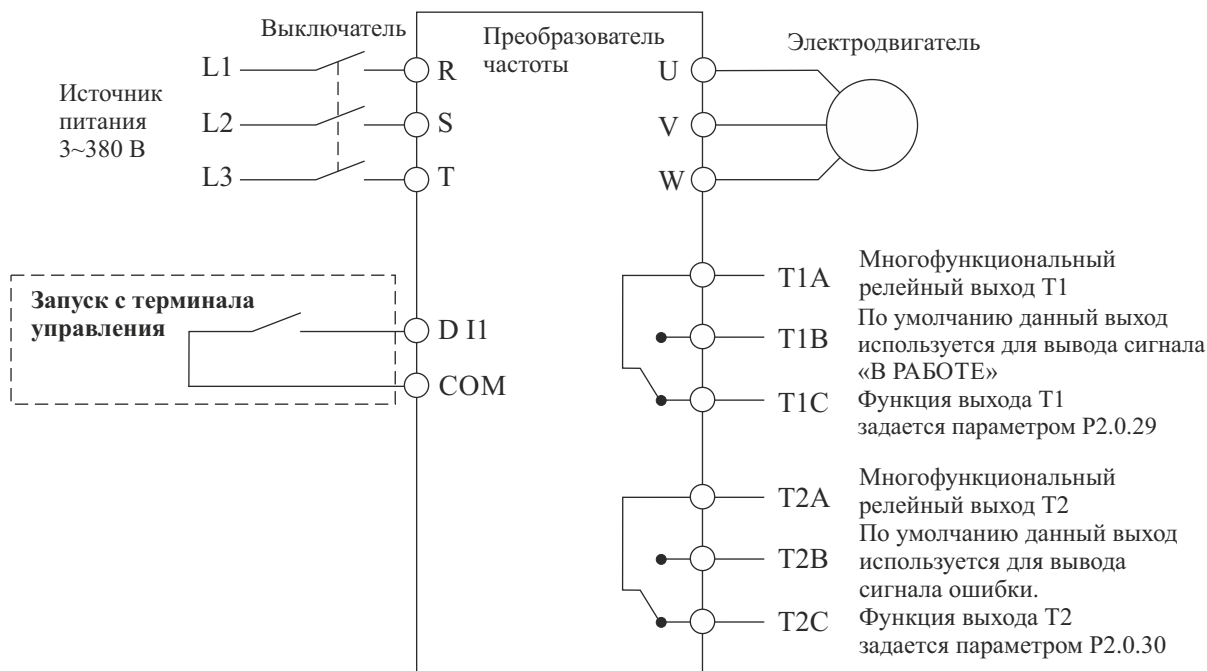 Выключатель
Преобразователь
частоты
Электродвигатель
Источник
питания
3~380 В
L1
R
U
L2
S
V
L3
T
W
Запуск с терминала
управления
D I1
COM
T1A
Многофункциональный
релейный выход T1
T1B
По умолчанию данный выход
используется для вывода сигнала
«В РАБОТЕ»
T1C
Функция выхода T1
задается параметром P2.0.29
T2A
Многофункциональный
релейный выход T2
T2B
По умолчанию данный выход
используется для вывода
сигнала ошибки.
T2C
Функция выхода T2
задается параметром P2.0.30